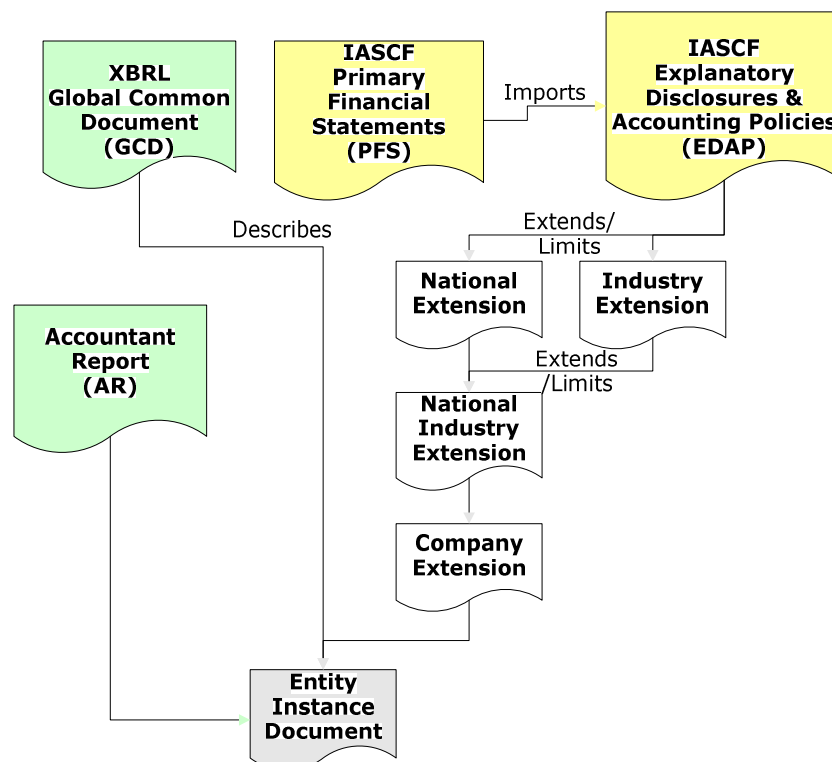 XBRL
Global Common
Document
(GCD)
IASCF
Primary
Financial
Statements
(PFS)
Imports
IASCF
Explanatory
Disclosures &
Accounting Policies
(EDAP)
Describes
Extends/
Limits
National
Extension
Industry
Extension
Accountant
Report
(AR)
Extends
/Limits
National
Industry
Extension
Company
Extension
Entity
Instance
Document